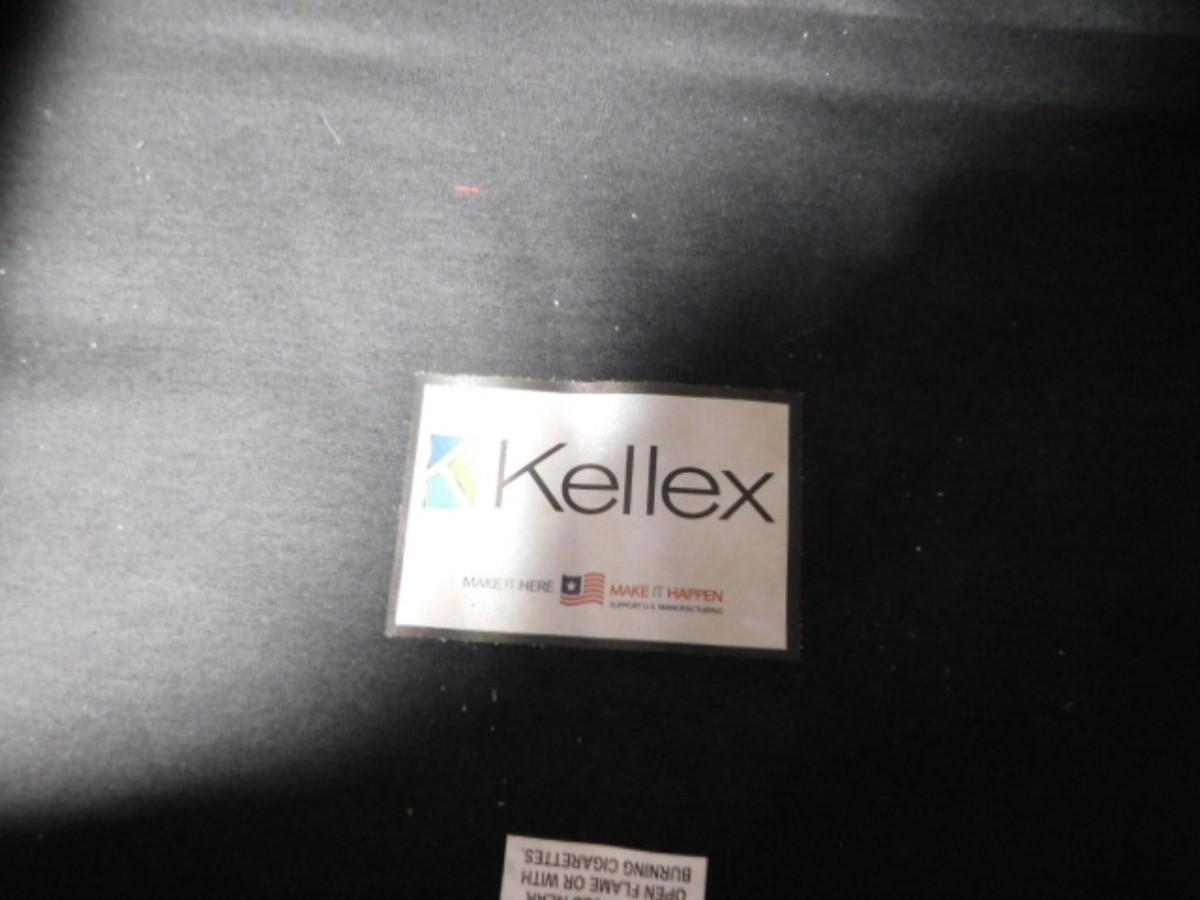 Kellex
MAKE IT HERE MAKE IT HAPPEN
SUPPORT U.S. MANUFACTURING
OPEN FLAME OR WITH
BURNING CIGARETTES.